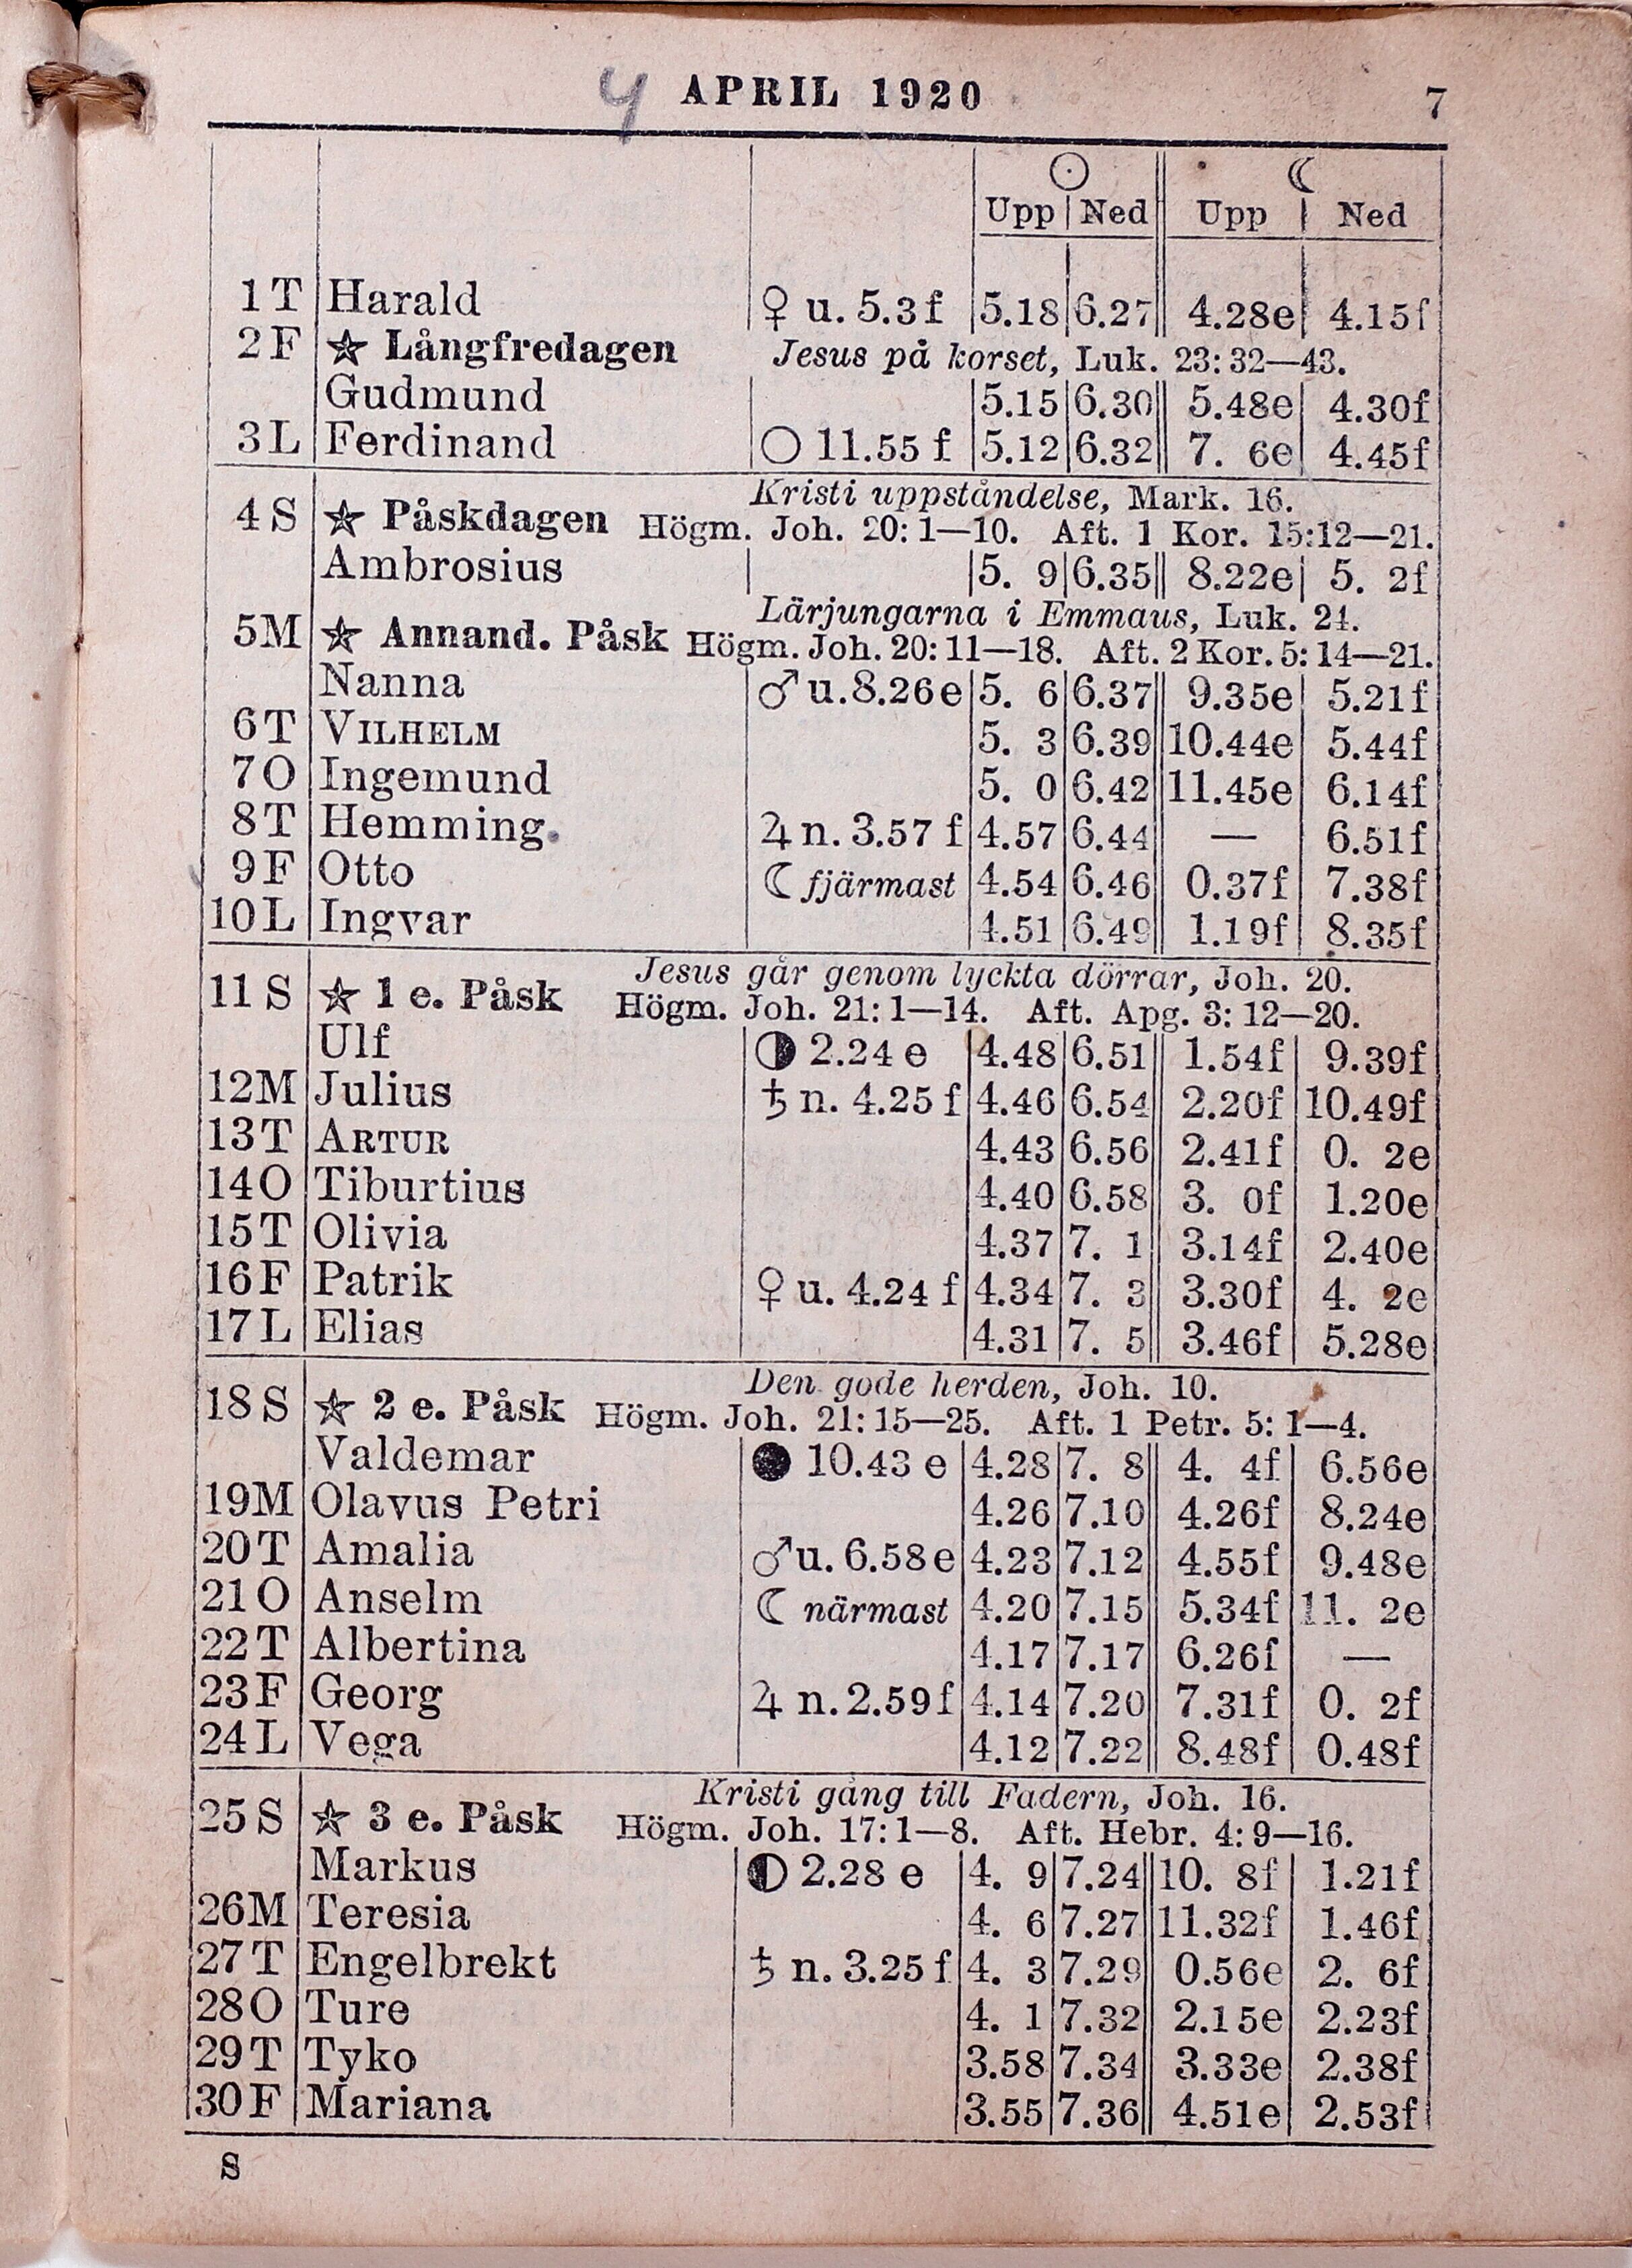 4 APRIL 1920 7
☉ ☾
Upp Ned Upp Ned
1 T Harald ♀ u. 5.3 f 5.18 6.27 4.28e 4.15f
2 F ☆ Långfredagen Jesus på korset, Luk. 23: 32—43.
Gudmund 5.15 6.30 5.48e 4.30f
3 L Ferdinand ○ 11.55 f 5.12 6.32 7. 6e 4.45f
Kristi uppståndelse, Mark. 16.
4 S ☆ Påskdagen Högm. Joh. 20: 1—10. Aft. 1 Kor. 15:12—21.
Ambrosius 5. 9 6.35 8.22e 5. 2f
Lärjungarna i Emmaus, Luk. 24.
5 M ☆ Annand. Påsk Högm. Joh. 20: 11—18. Aft. 2 Kor. 5: 14—21.
Nanna ♂ u. 8.26 e 5. 6 6.37 9.35e 5.21f
6 T VILHELM 5. 3 6.39 10.44e 5.44f
7 O Ingemund 5. 0 6.42 11.45e 6.14f
8 T Hemming ♃ n. 3.57 f 4.57 6.44 — 6.51f
9 F Otto ☾ fjärmast 4.54 6.46 0.37f 7.38f
10 L Ingvar 4.51 6.49 1.19f 8.35f
Jesus går genom lyckta dörrar, Joh. 20.
11 S ☆ 1 e. Påsk Högm. Joh. 21: 1—14. Aft. Apg. 3: 12—20.
Ulf ◑ 2.24 e 4.48 6.51 1.54f 9.39f
12 M Julius ♄ n. 4.25 f 4.46 6.54 2.20f 10.49f
13 T ARTUR 4.43 6.56 2.41f 0. 2e
14 O Tiburtius 4.40 6.58 3. 0f 1.20e
15 T Olivia 4.37 7. 1 3.14f 2.40e
16 F Patrik ♀ u. 4.24 f 4.34 7. 3 3.30f 4. 2e
17 L Elias 4.31 7. 5 3.46f 5.28e
Den gode herden, Joh. 10.
18 S ☆ 2 e. Påsk Högm. Joh. 21: 15—25. Aft. 1 Petr. 5: 1—4.
Valdemar ● 10.43 e 4.28 7. 8 4. 4f 6.56e
19 M Olavus Petri 4.26 7.10 4.26f 8.24e
20 T Amalia ♂ u. 6.58 e 4.23 7.12 4.55f 9.48e
21 O Anselm ☾ närmast 4.20 7.15 5.34f 11. 2e
22 T Albertina 4.17 7.17 6.26f —
23 F Georg ♃ n. 2.59 f 4.14 7.20 7.31f 0. 2f
24 L Vega 4.12 7.22 8.48f 0.48f
Kristi gång till Fadern, Joh. 16.
25 S ☆ 3 e. Påsk Högm. Joh. 17: 1—8. Aft. Hebr. 4: 9—16.
Markus ◐ 2.28 e 4. 9 7.24 10. 8f 1.21f
26 M Teresia 4. 6 7.27 11.32f 1.46f
27 T Engelbrekt ♄ n. 3.25 f 4. 3 7.29 0.56e 2. 6f
28 O Ture 4. 1 7.32 2.15e 2.23f
29 T Tyko 3.58 7.34 3.33e 2.38f
30 F Mariana 3.55 7.36 4.51e 2.53f
S